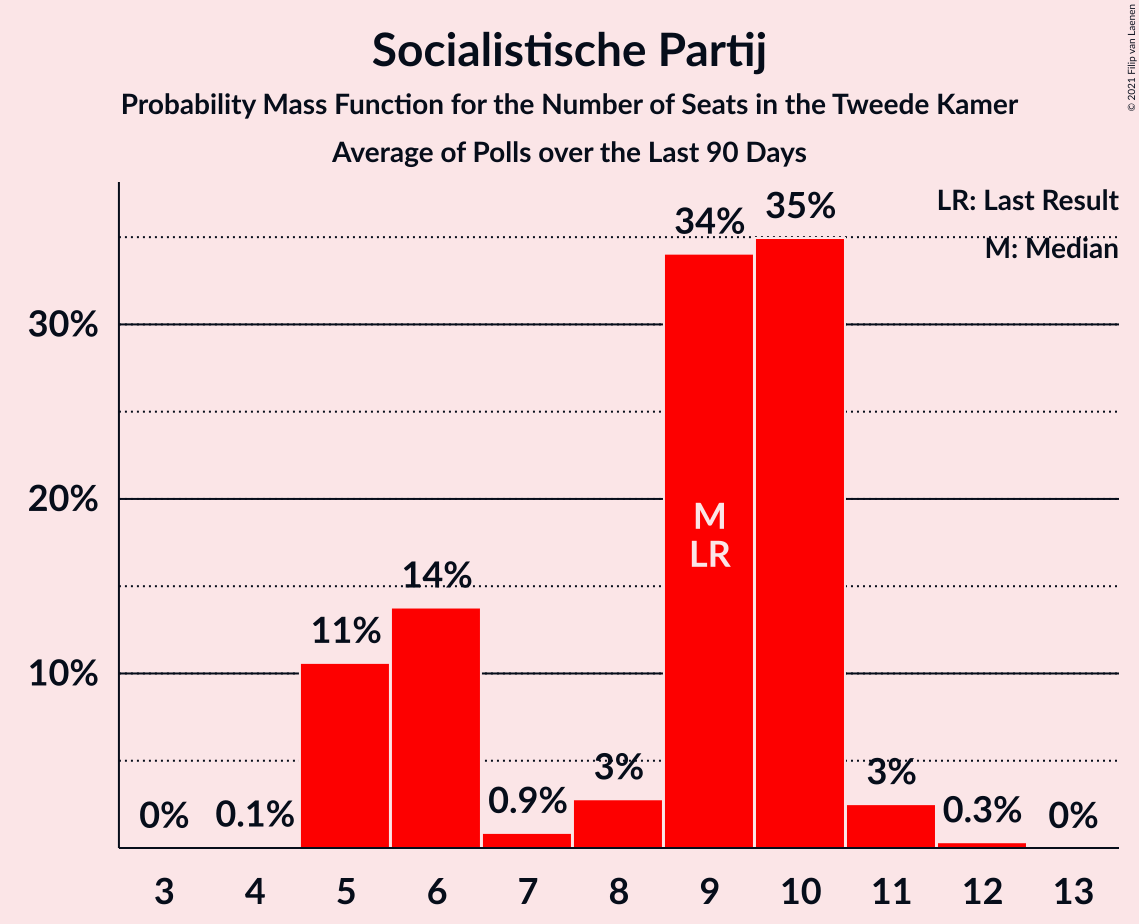 Socialistische Partij
Probability Mass Function for the Number of Seats in the Tweede Kamer
Average of Polls over the Last 90 Days
© 2021 Filip van Laenen
LR: Last Result
M: Median
34%
35%
30%
20%
10%
M
LR
14%
11%
3%
3%
0.9%
0%
0.1%
0.3%
0%
3 4 5 6 7 8 9 10 11 12 13